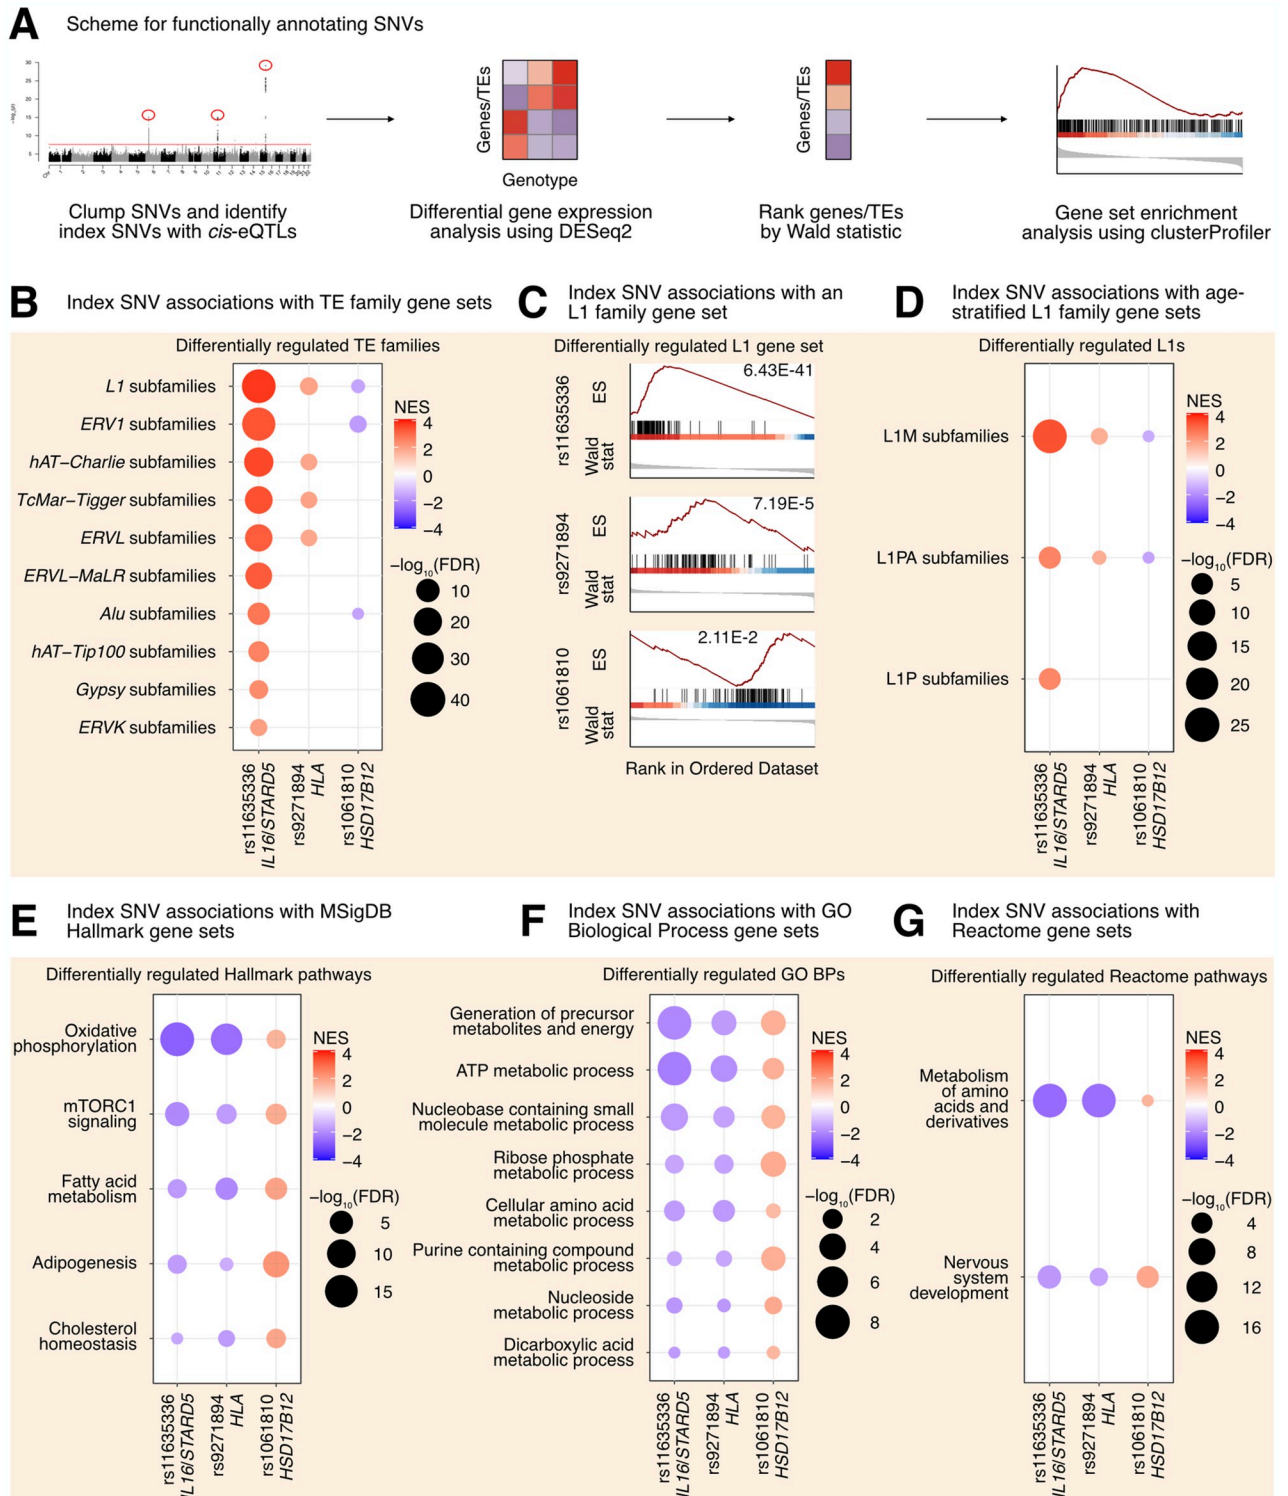 A
Scheme for functionally annotating SNVs
30
25
20
15
10
5
Genes/TEs
Genotype
Genes/TEs
Clump SNVs and identify
index SNVs with cis-eQTLs
Differential gene expression
analysis using DESeq2
Rank genes/TEs
by Wald statistic
Gene set enrichment
analysis using clusterProfiler
B
Index SNV associations with TE family gene sets
Differentially regulated TE families
L1 subfamilies
ERV1 subfamilies
hAT−Charlie subfamilies
TcMar−Tigger subfamilies
ERVL subfamilies
ERVL−MaLR subfamilies
Alu subfamilies
hAT−Tip100 subfamilies
Gypsy subfamilies
ERVK subfamilies
NES
4
2
0
−2
−4
−log10(FDR)
10
20
30
40
rs11635336
IL16/STARD5
rs9271894
HLA
rs1061810
HSD17B12
C
Index SNV associations with an
L1 family gene set
Differentially regulated L1 gene set
rs11635336
ES
Wald
stat
6.43E-41
rs9271894
ES
Wald
stat
7.19E-5
rs1061810
ES
Wald
stat
2.11E-2
Rank in Ordered Dataset
D
Index SNV associations with age-
stratified L1 family gene sets
Differentially regulated L1s
L1M subfamilies
L1PA subfamilies
L1P subfamilies
NES
4
2
0
−2
−4
−log10(FDR)
5
10
15
20
25
rs11635336
IL16/STARD5
rs9271894
HLA
rs1061810
HSD17B12
E
Index SNV associations with MSigDB
Hallmark gene sets
Differentially regulated Hallmark pathways
Oxidative
phosphorylation
mTORC1
signaling
Fatty acid
metabolism
Adipogenesis
Cholesterol
homeostasis
NES
4
2
0
−2
−4
−log10(FDR)
5
10
15
rs11635336
IL16/STARD5
rs9271894
HLA
rs1061810
HSD17B12
F
Index SNV associations with GO
Biological Process gene sets
Differentially regulated GO BPs
Generation of precursor
metabolites and energy
ATP metabolic process
Nucleobase containing small
molecule metabolic process
Ribose phosphate
metabolic process
Cellular amino acid
metabolic process
Purine containing compound
metabolic process
Nucleoside
metabolic process
Dicarboxylic acid
metabolic process
NES
4
2
0
−2
−4
−log10(FDR)
2
4
6
8
rs11635336
IL16/STARD5
rs9271894
HLA
rs1061810
HSD17B12
G
Index SNV associations with
Reactome gene sets
Differentially regulated Reactome pathways
Metabolism
of amino
acids and
derivatives
Nervous
system
development
NES
4
2
0
−2
−4
−log10(FDR)
4
8
12
16
rs11635336
IL16/STARD5
rs9271894
HLA
rs1061810
HSD17B12